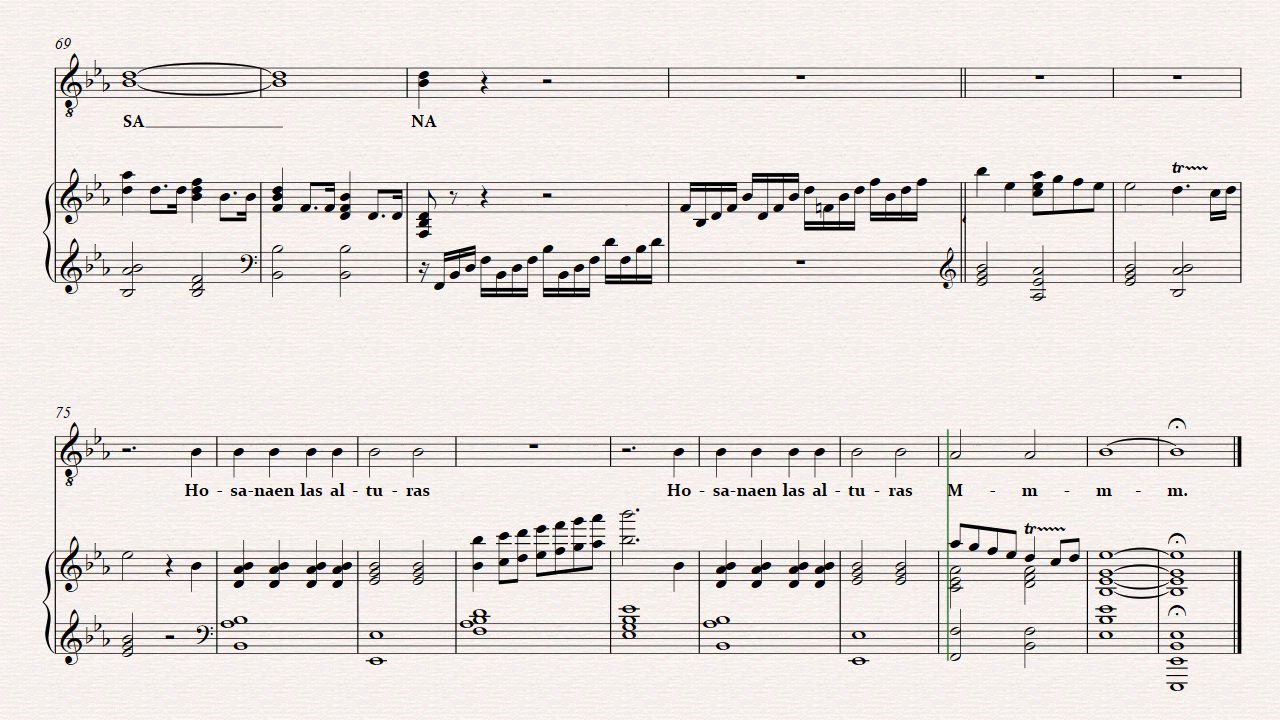 69
SA
NA
tr
75
Ho - sa-naen las al - tu - ras
Ho - sa-naen las al - tu - ras
M - m - m - m.
tr